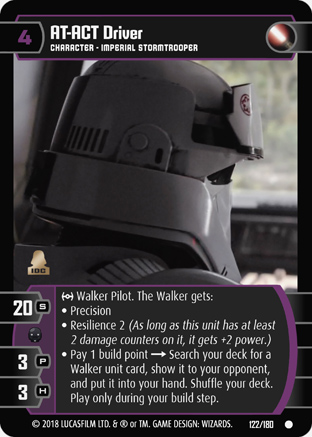 4 AT-ACT Driver
CHARACTER • IMPERIAL STORMTROOPER
IDC
Walker Pilot. The Walker gets:
20 S
• Precision
• Resilience 2 (As long as this unit has at least
2 damage counters on it, it gets +2 power.)
3 P
• Pay 1 build point → Search your deck for a
Walker unit card, show it to your opponent,
and put it into your hand. Shuffle your deck.
3 H
Play only during your build step.
© 2018 LUCASFILM LTD. & ® or TM. GAME DESIGN: WIZARDS. 122/180